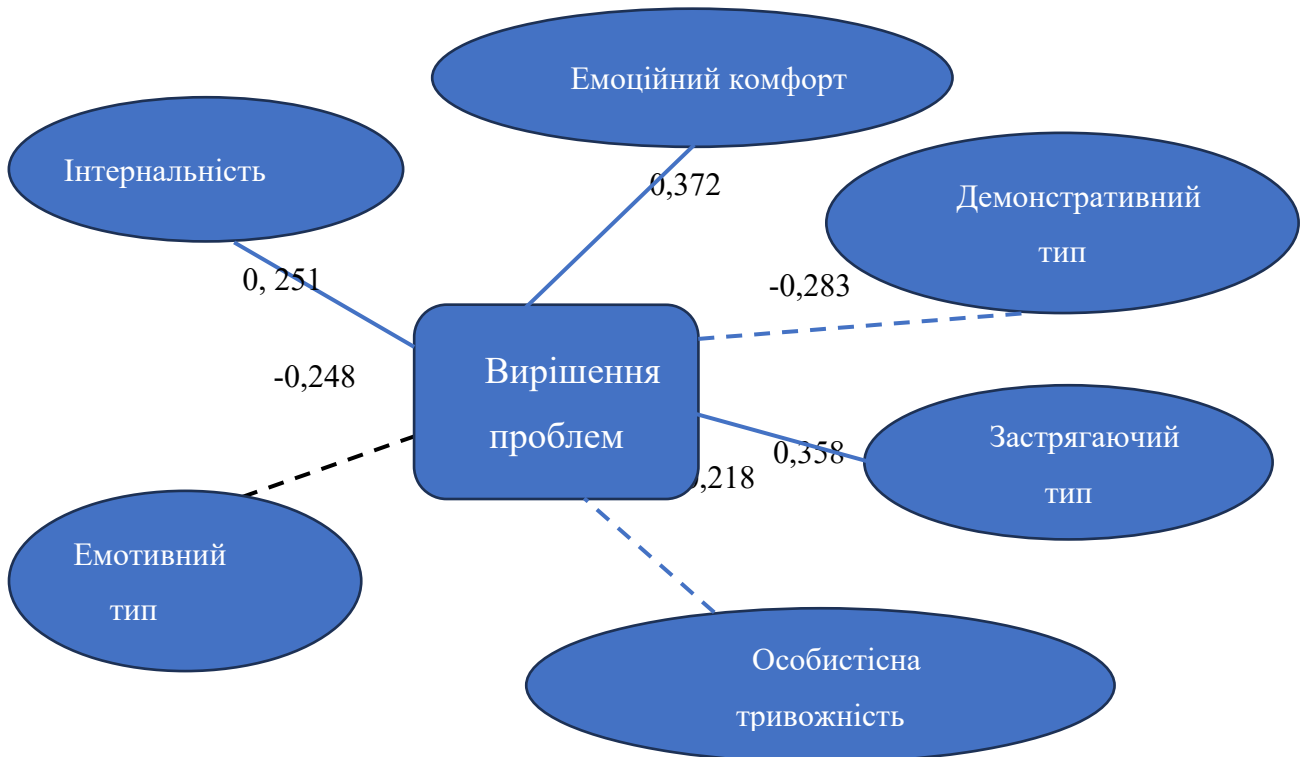 Емоційний комфорт
Інтернальність
0,372
Демонстративний
тип
0, 251
-0,283
Вирішення
проблем
-0,248
Застрягаючий
тип
0,358
,218
Емотивний
тип
Особистісна
тривожність